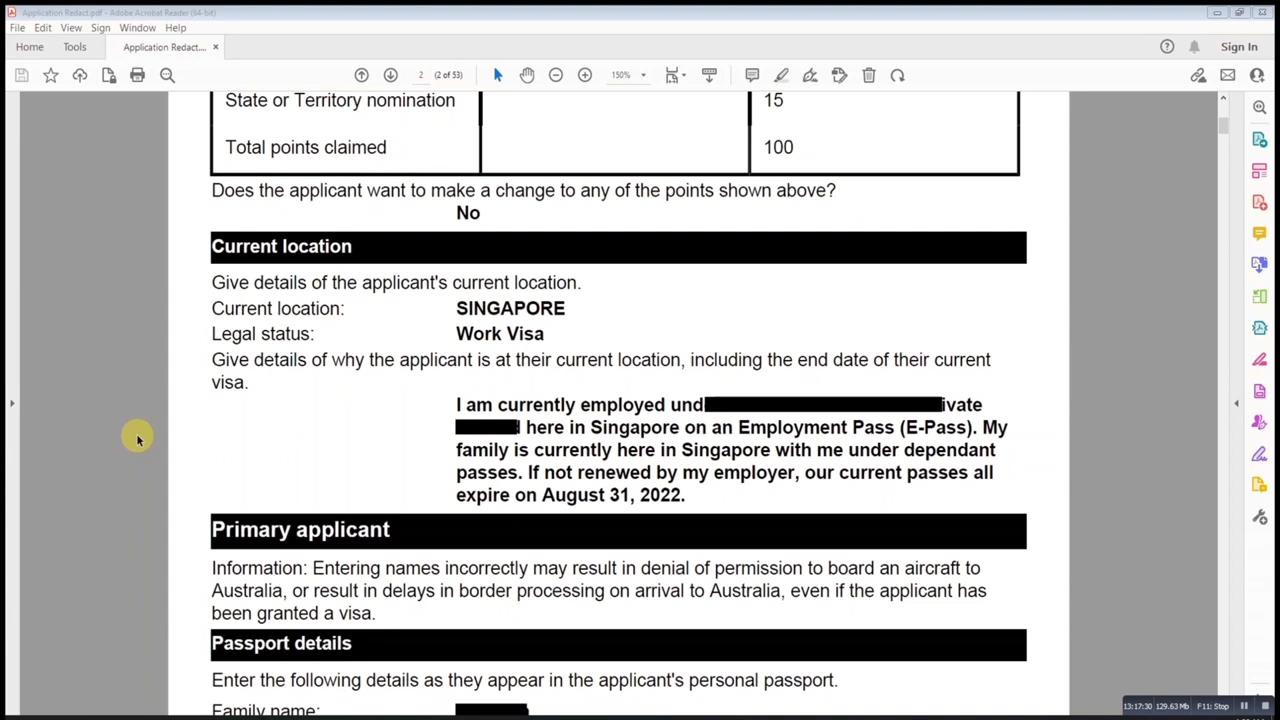 Application Redact.pdf - Adobe Acrobat Reader (64-bit)
File Edit View Sign Window Help
Home Tools Application Redact.... × Sign In
2 (2 of 53) 150%
State or Territory nomination 15
Total points claimed 100
Does the applicant want to make a change to any of the points shown above?
No
Current location
Give details of the applicant's current location.
Current location: SINGAPORE
Legal status: Work Visa
Give details of why the applicant is at their current location, including the end date of their current
visa.
I am currently employed und ivate
here in Singapore on an Employment Pass (E-Pass). My
family is currently here in Singapore with me under dependant
passes. If not renewed by my employer, our current passes all
expire on August 31, 2022.
Primary applicant
Information: Entering names incorrectly may result in denial of permission to board an aircraft to
Australia, or result in delays in border processing on arrival to Australia, even if the applicant has
been granted a visa.
Passport details
Enter the following details as they appear in the applicant's personal passport.
Family name:
13:17:30 129.63 Mb F11: Stop